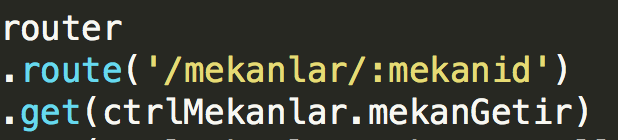 router
.route('/mekanlar/:mekanid')
.get(ctrlMekanlar.mekanGetir)